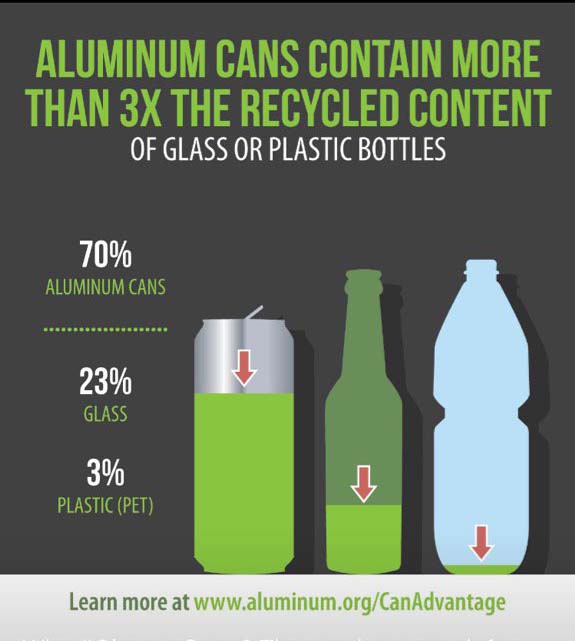 ALUMINUM CANS CONTAIN MORE
THAN 3X THE RECYCLED CONTENT
OF GLASS OR PLASTIC BOTTLES
70%
ALUMINUM CANS
23%
GLASS
3%
PLASTIC (PET)
Learn more at www.aluminum.org/CanAdvantage